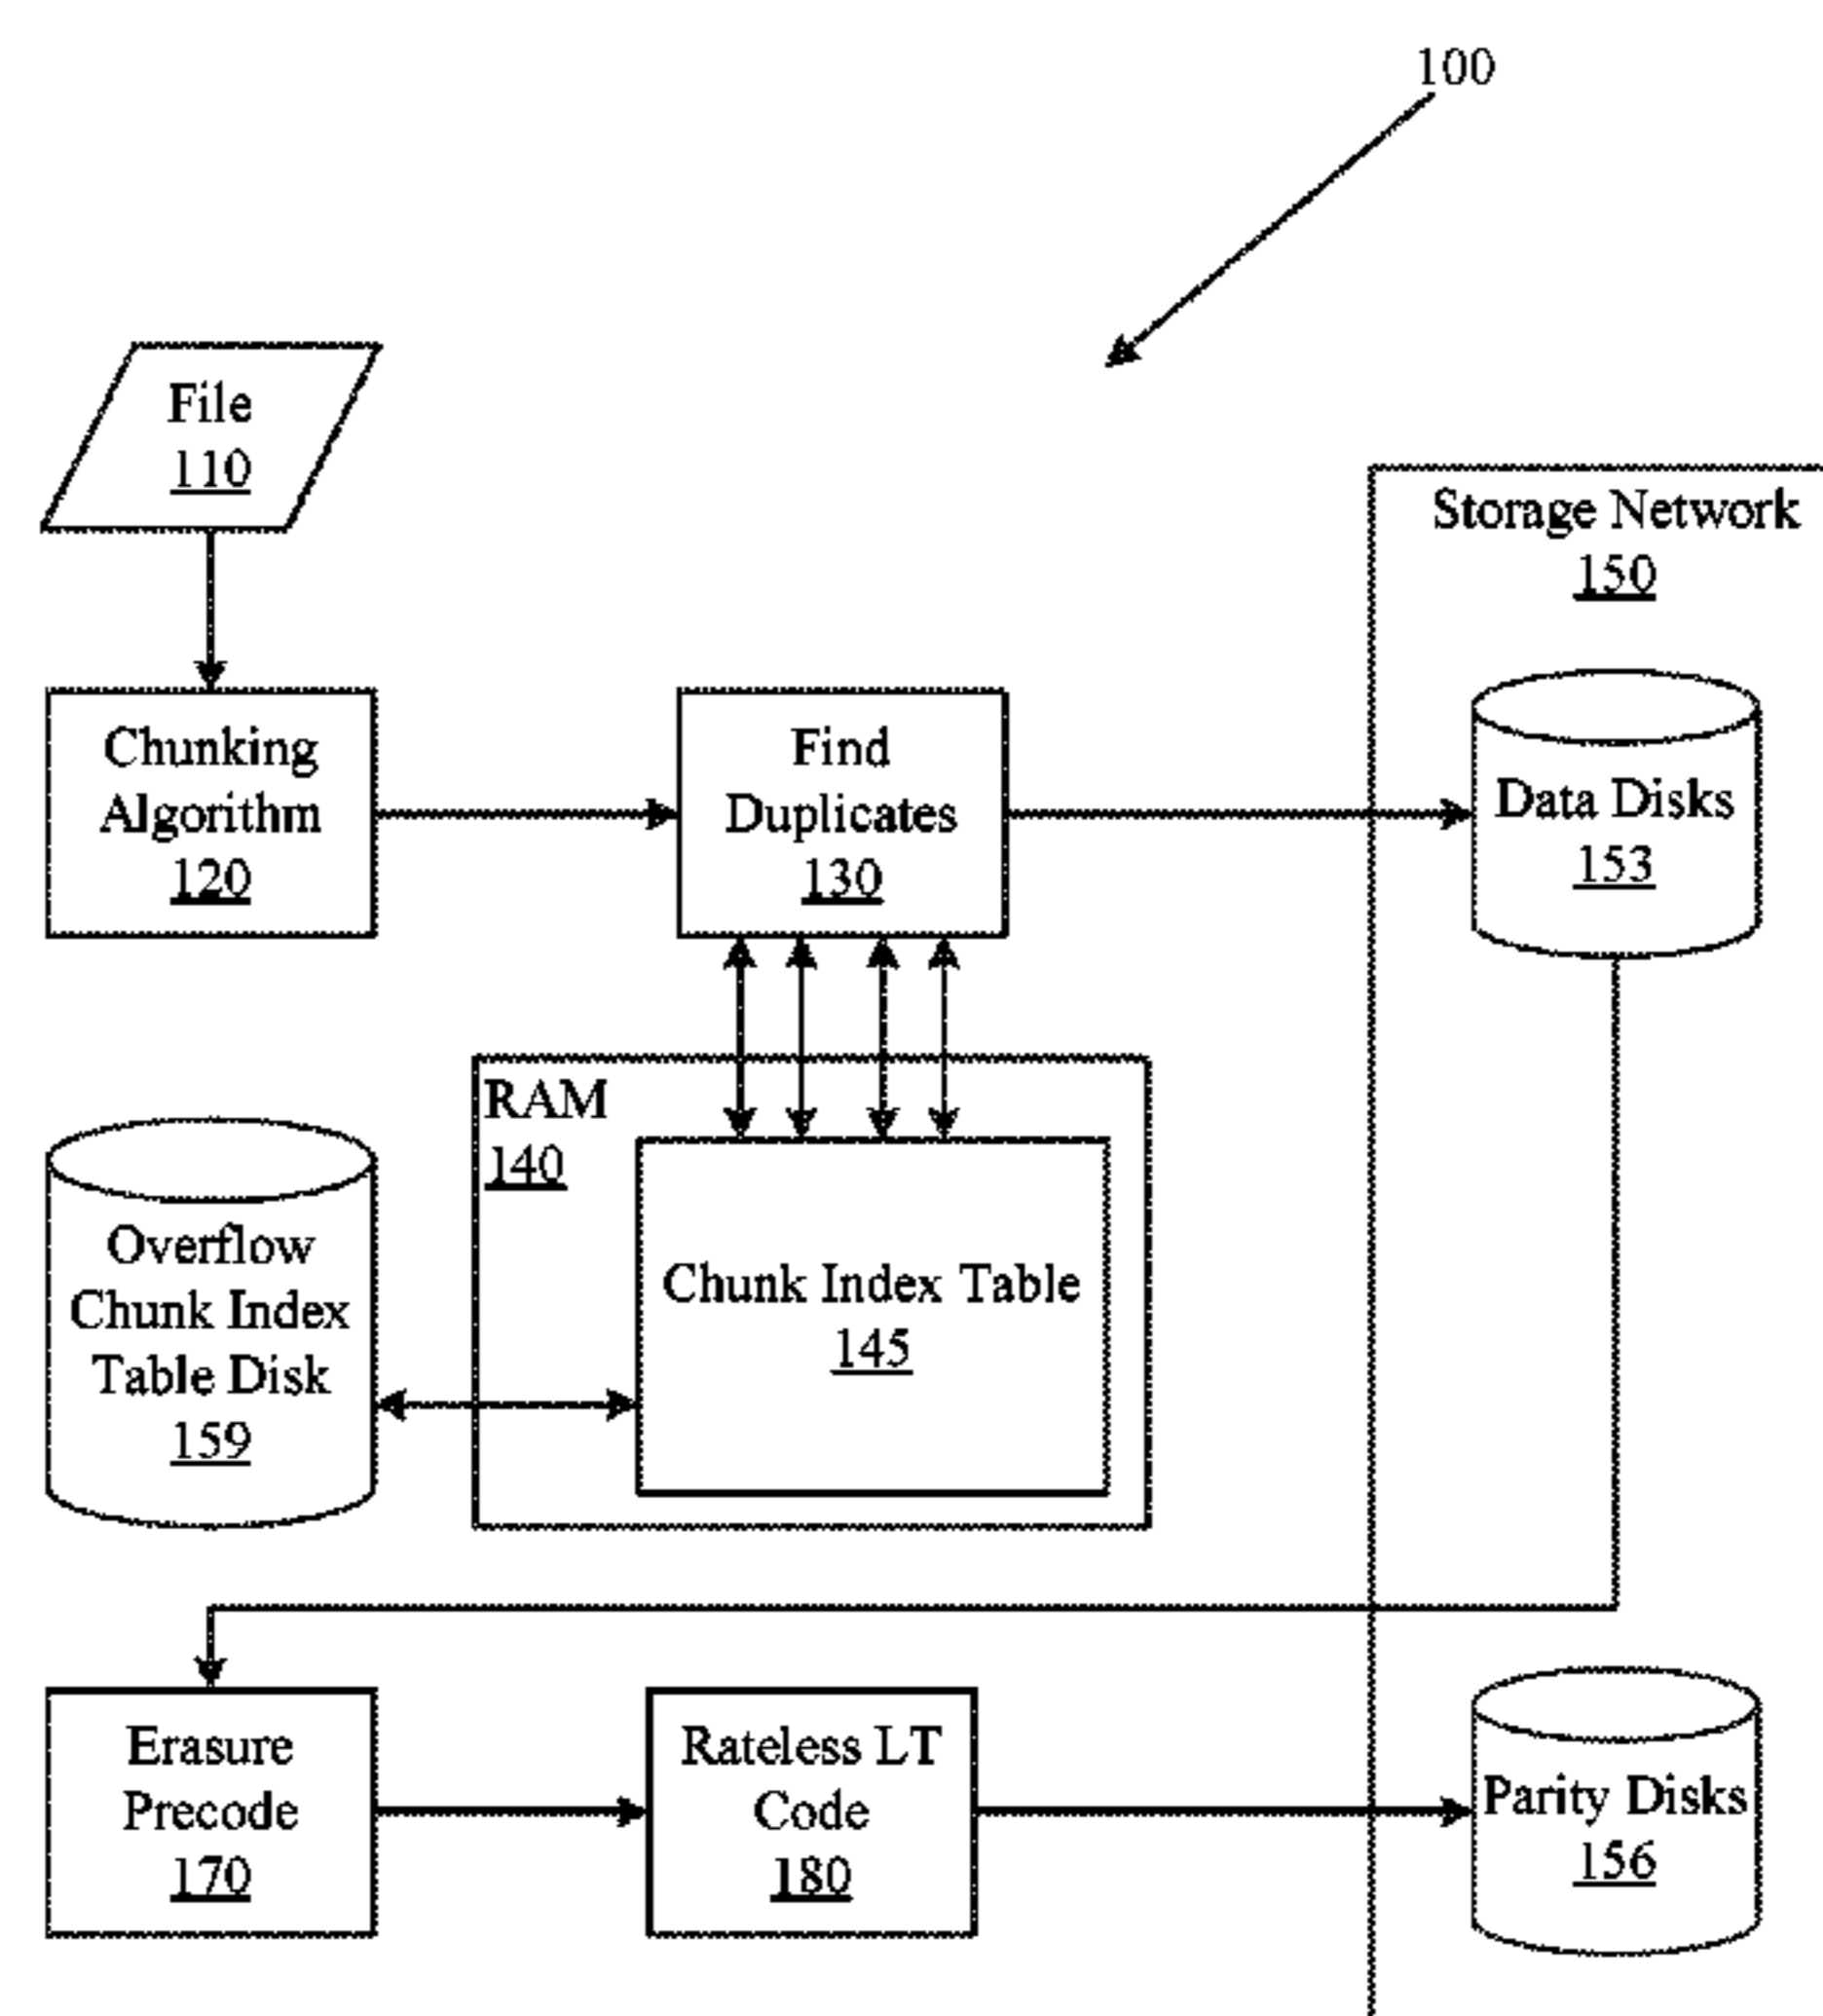 100
File
110
Storage Network
150
Chunking
Algorithm
120
Find
Duplicates
130
Data Disks
153
RAM
140
Chunk Index Table
145
Overflow
Chunk Index
Table Disk
159
Erasure
Precode
170
Rateless LT
Code
180
Parity Disks
156